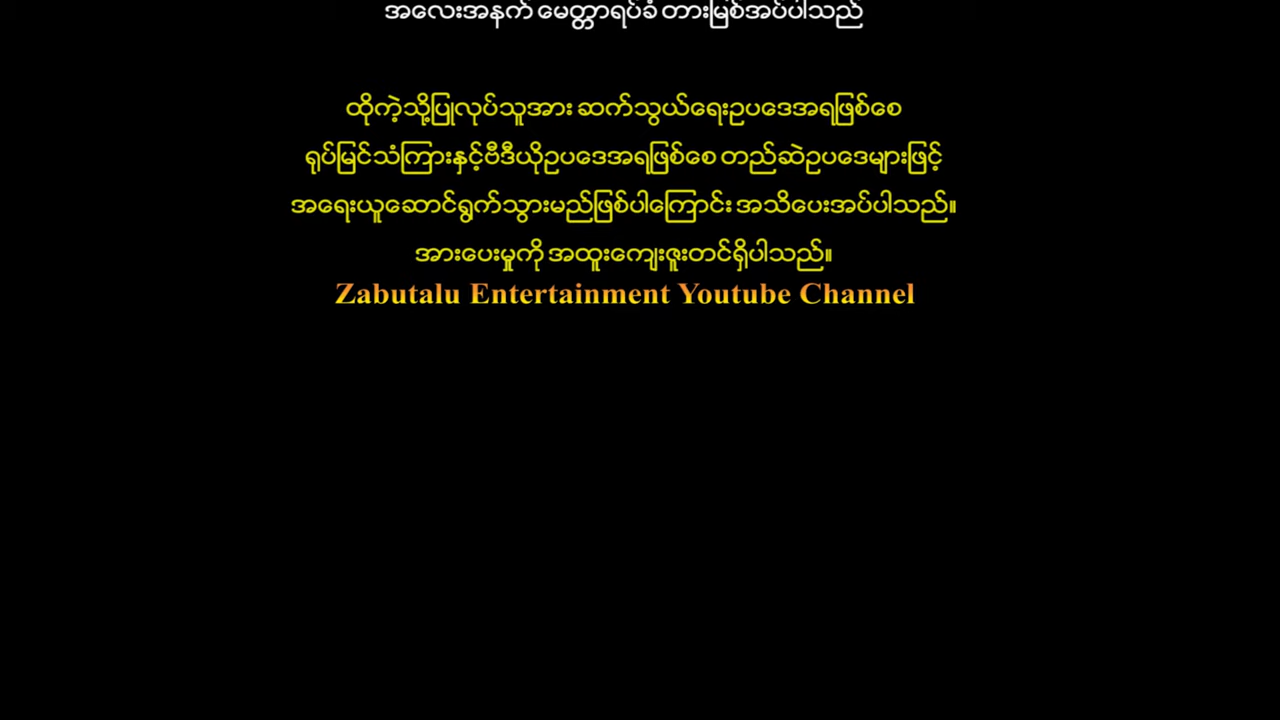 အလေးအနက် မေတ္တာရပ်ခံ တားမြစ်အပ်ပါသည်
ထိုကဲ့သို့ပြုလုပ်သူအား ဆက်သွယ်ရေးဥပဒေအရဖြစ်စေ
ရုပ်မြင်သံကြားနှင့်ဗီဒီယိုဥပဒေအရဖြစ်စေ တည်ဆဲဥပဒေများဖြင့်
အရေးယူဆောင်ရွက်သွားမည်ဖြစ်ပါကြောင်း အသိပေးအပ်ပါသည်။
အားပေးမှုကို အထူးကျေးဇူးတင်ရှိပါသည်။
Zabutalu Entertainment Youtube Channel